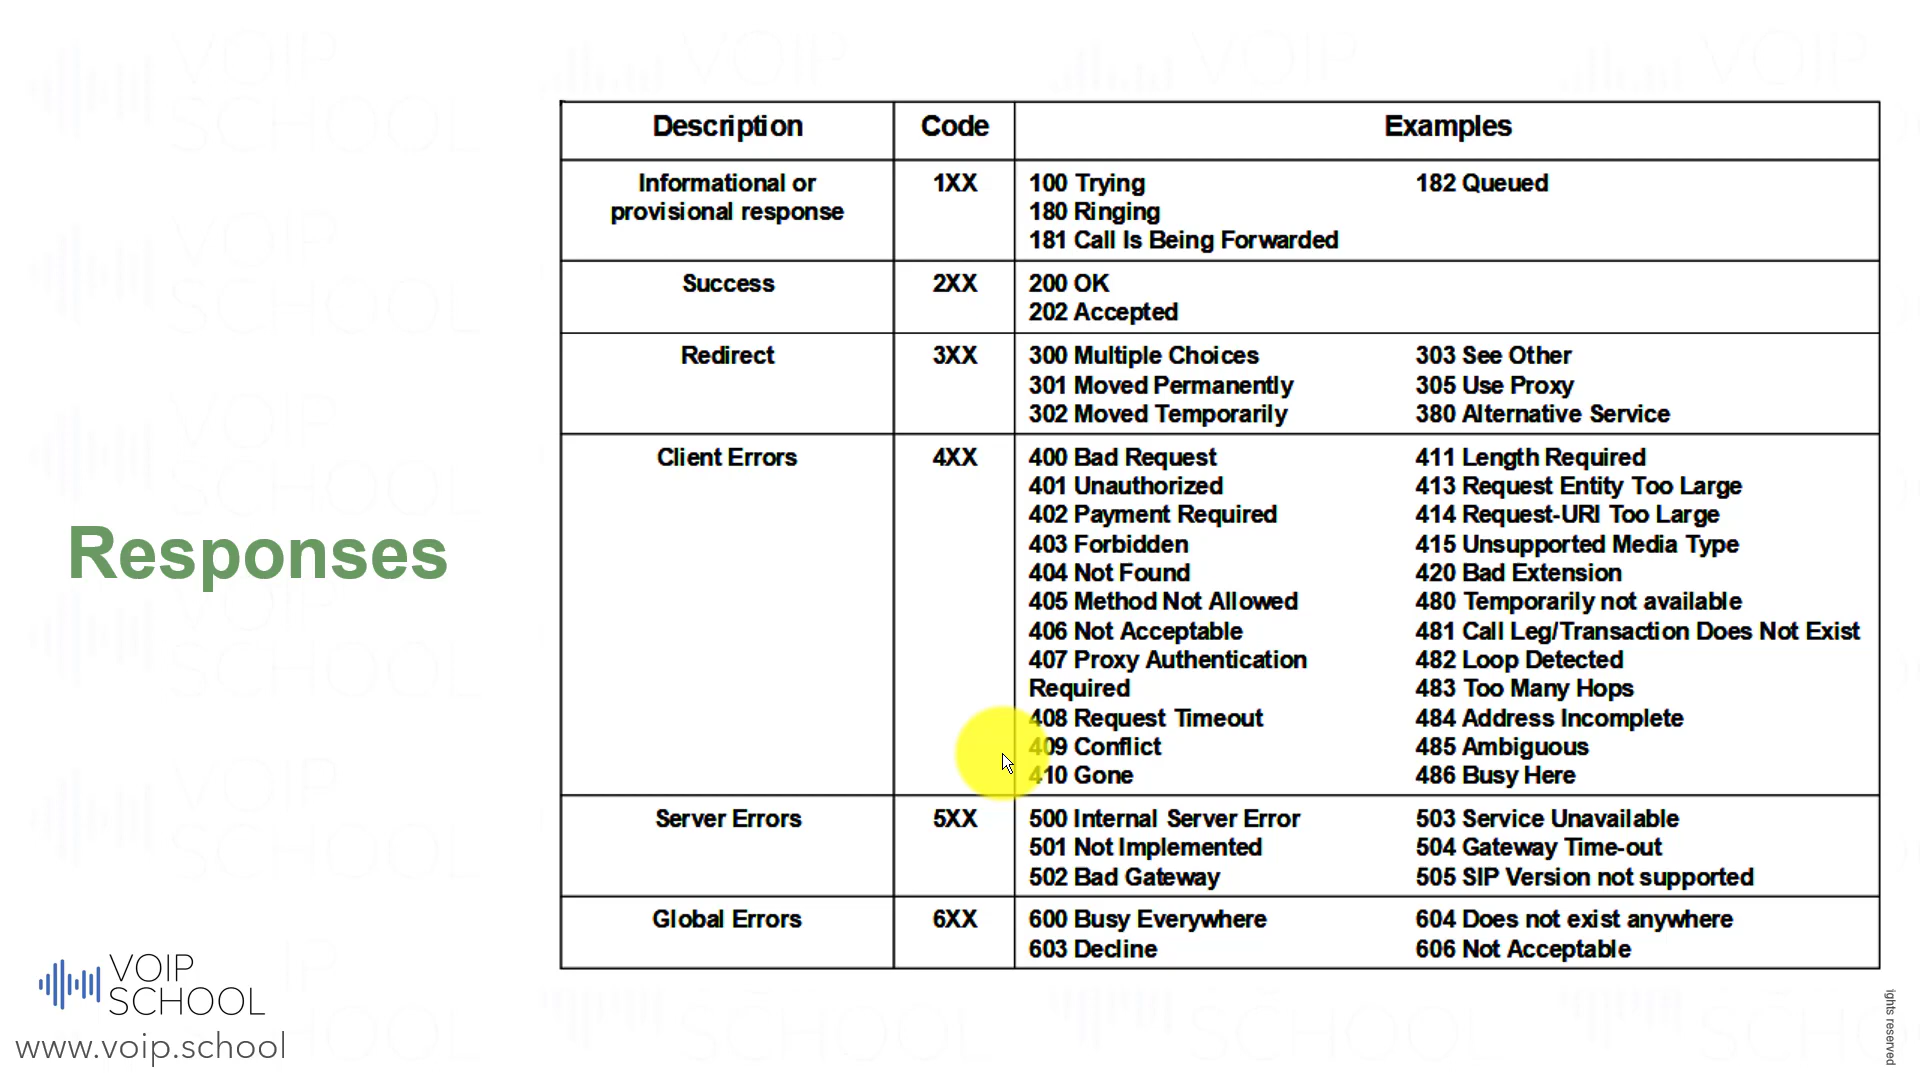 Responses
Description Code Examples
Informational or
provisional response
1XX
100 Trying
180 Ringing
181 Call Is Being Forwarded
182 Queued
Success
2XX
200 OK
202 Accepted
Redirect
3XX
300 Multiple Choices
301 Moved Permanently
302 Moved Temporarily
303 See Other
305 Use Proxy
380 Alternative Service
Client Errors
4XX
400 Bad Request
401 Unauthorized
402 Payment Required
403 Forbidden
404 Not Found
405 Method Not Allowed
406 Not Acceptable
407 Proxy Authentication
Required
408 Request Timeout
409 Conflict
410 Gone
411 Length Required
413 Request Entity Too Large
414 Request-URI Too Large
415 Unsupported Media Type
420 Bad Extension
480 Temporarily not available
481 Call Leg/Transaction Does Not Exist
482 Loop Detected
483 Too Many Hops
484 Address Incomplete
485 Ambiguous
486 Busy Here
Server Errors
5XX
500 Internal Server Error
501 Not Implemented
502 Bad Gateway
503 Service Unavailable
504 Gateway Time-out
505 SIP Version not supported
Global Errors
6XX
600 Busy Everywhere
603 Decline
604 Does not exist anywhere
606 Not Acceptable
VOIP
SCHOOL
www.voip.school
ights reserved